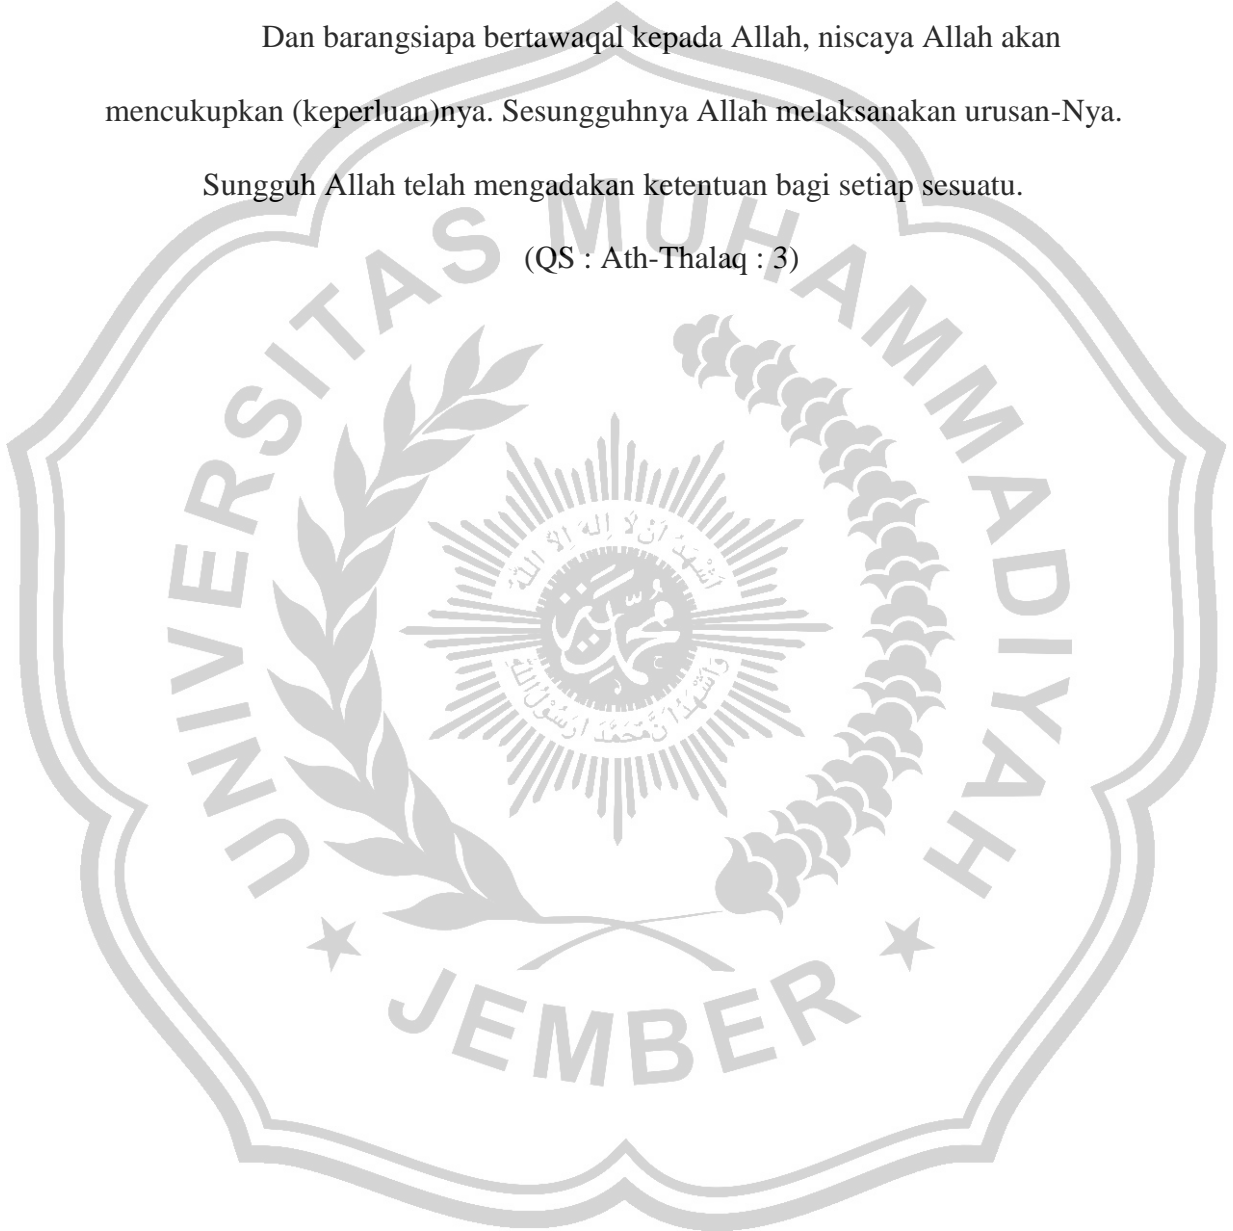 Dan barangsiapa bertawaqal kepada Allah, niscaya Allah akan
mencukupkan (keperluan)nya. Sesungguhnya Allah melaksanakan urusan-Nya.
Sungguh Allah telah mengadakan ketentuan bagi setiap sesuatu.
(QS : Ath-Thalaq : 3)
UNIVERSITAS MUHAMMADIYAH
JEMBER